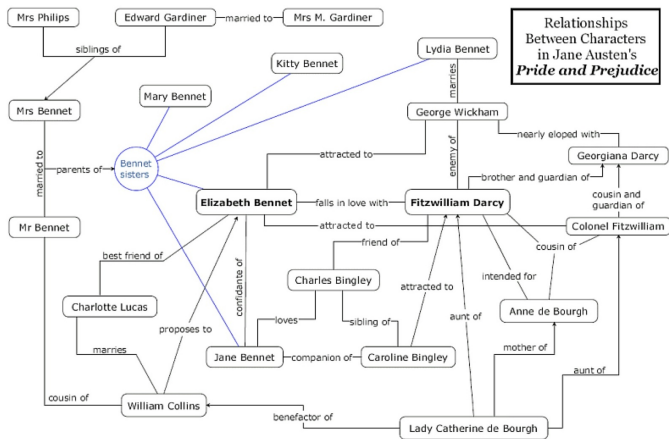 Mrs Philips
Edward Gardiner
married to
Mrs M. Gardiner
Relationships
Between Characters
in Jane Austen's
Pride and Prejudice
siblings of
Lydia Bennet
Kitty Bennet
Mary Bennet
marries
Mrs Bennet
George Wickham
nearly eloped with
married to
parents of
Bennet
sisters
attracted to
enemy of
Georgiana Darcy
brother and guardian of
cousin and
guardian of
Elizabeth Bennet
falls in love with
Fitzwilliam Darcy
Mr Bennet
attracted to
Colonel Fitzwilliam
best friend of
friend of
cousin of
confidante of
Charles Bingley
intended for
attracted to
Charlotte Lucas
proposes to
loves
sibling of
aunt of
Anne de Bourgh
marries
Jane Bennet
companion of
Caroline Bingley
mother of
aunt of
cousin of
William Collins
benefactor of
Lady Catherine de Bourgh